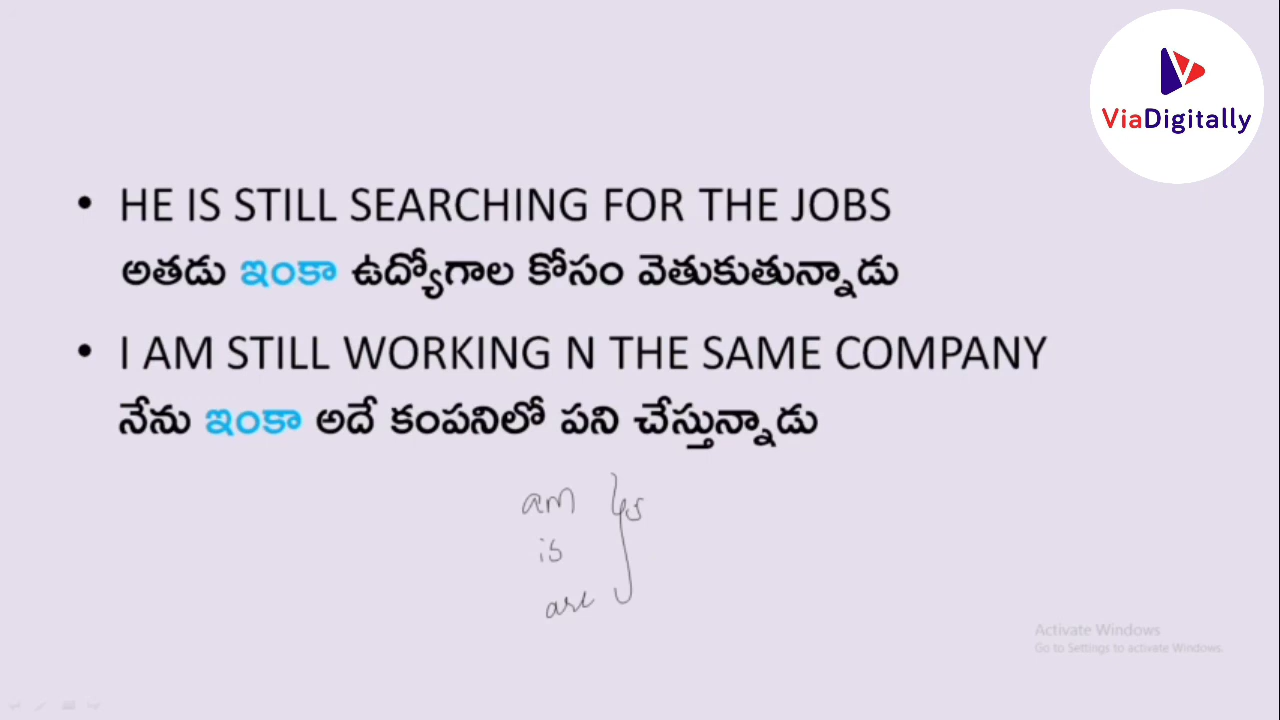 ViaDigitally
• HE IS STILL SEARCHING FOR THE JOBS
అతడు ఇంకా ఉద్యోగాల కోసం వెతుకుతున్నాడు
• I AM STILL WORKING N THE SAME COMPANY
నేను ఇంకా అదే కంపనిలో పని చేస్తున్నాడు
am
is
are
Activate Windows
Go to Settings to activate Windows.